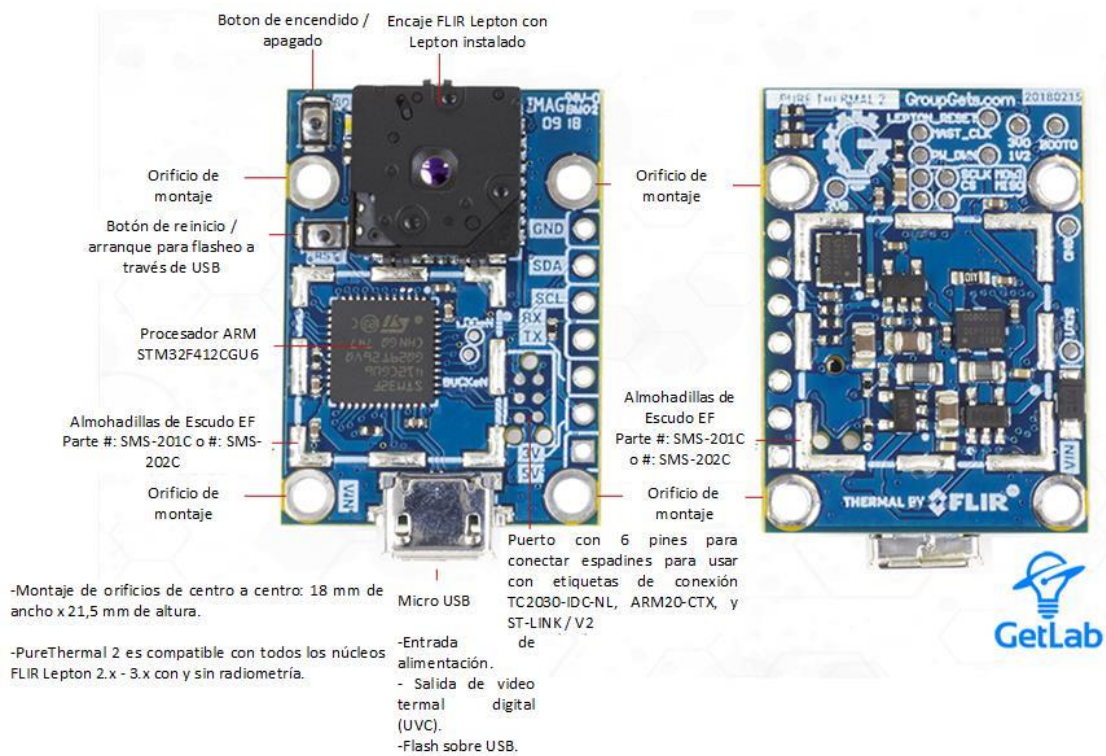 Boton de encendido /
apagado
Encaje FLIR Lepton con
Lepton instalado
Orificio de
montaje
Botón de reinicio /
arranque para flasheo a
través de USB
Procesador ARM
STM32F412CGU6
Almohadillas de Escudo EF
Parte #: SMS-201C o #: SMS-
202C
Orificio de
montaje
09 18
GND
SDA
SCL
RX
TX
3V
5V
VIN
Orificio de
montaje
Almohadillas de
Escudo EF
Parte #: SMS-201C
o #: SMS-202C
Orificio de
montaje
PURE THERMAL 2
GroupGets.com
20180215
LEPTON_RESET
MAST_CLK
PW_DWN
1V2
SCLK
CS
VIN
THERMAL BY FLIR
-Montaje de orificios de centro a centro: 18 mm de
ancho x 21,5 mm de altura.
-PureThermal 2 es compatible con todos los núcleos
FLIR Lepton 2.x - 3.x con y sin radiometría.
Micro USB
-Entrada de
alimentación.
- Salida de video
termal digital
(UVC).
-Flash sobre USB.
Puerto con 6 pines para
conectar espadines para usar
con etiquetas de conexión
TC2030-IDC-NL, ARM20-CTX, y
ST-LINK / V2
GetLab